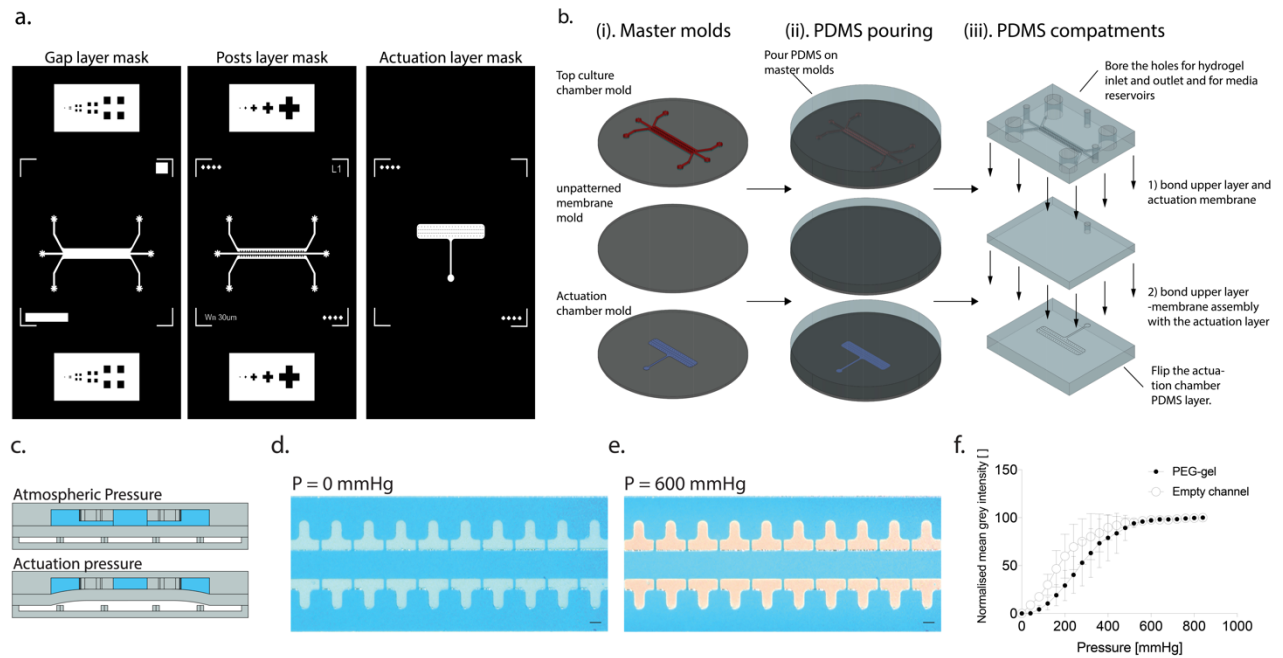 a.
Gap layer mask
Posts layer mask
Actuation layer mask
L1
Wa 30um
b.
(i). Master molds
(ii). PDMS pouring
(iii). PDMS compatments
Top culture
chamber mold
unpatterned
membrane
mold
Actuation
chamber mold
Pour PDMS on
master molds
Bore the holes for hydrogel
inlet and outlet and for media
reservoirs
1) bond upper layer and
actuation membrane
2) bond upper layer
-membrane assembly
with the actuation layer
Flip the actua-
tion chamber
PDMS layer.
c.
Atmospheric Pressure
Actuation pressure
d.
P = 0 mmHg
e.
P = 600 mmHg
f.
Normalised mean grey intensity [ ]
150
100
50
0
PEG-gel
Empty channel
0 200 400 600 800 1000
Pressure [mmHg]